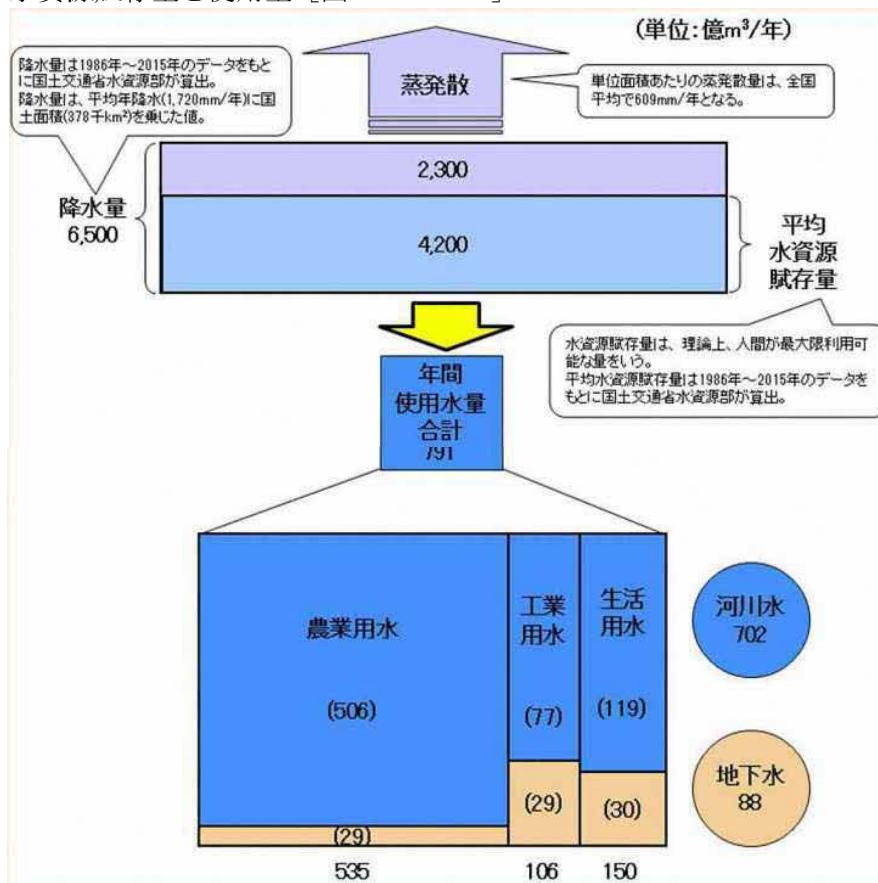 (単位:億m³/年)
降水量は1986年~2015年のデータをもと
に国土交通省水資源部が算出。
降水量は、平均年降水(1,720mm/年)に国
土面積(378千km²)を乗じた値。
蒸発散
単位面積あたりの蒸発散量は、全国
平均で609mm/年となる。
2,300
降水量
6,500
4,200
平均
水資源
賦存量
水資源賦存量は、理論上、人間が最大限利用可
能な量をいう。
平均水資源賦存量は1986年~2015年のデータを
もとに国土交通省水資源部が算出。
年間
使用水量
合計
791
農業用水
(506)
(29)
535
工業
用水
(77)
(29)
106
生活
用水
(119)
(30)
150
河川水
702
地下水
88